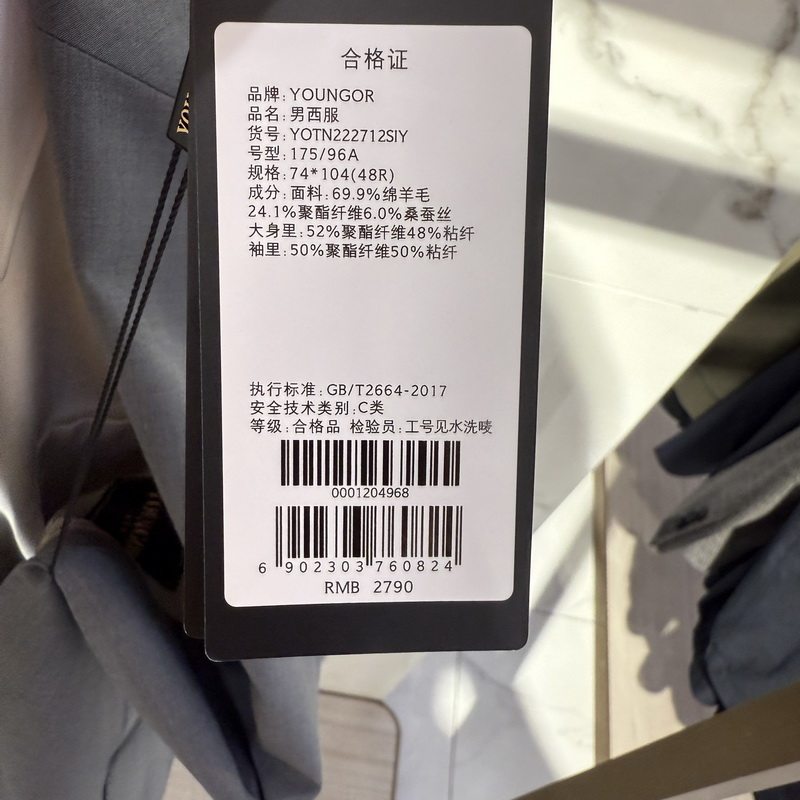 合格证
品牌:YOUNGOR
品名:男西服
货号:YOTN222712SIY
号型:175/96A
规格:74*104(48R)
成分:面料:69.9%绵羊毛
24.1%聚酯纤维6.0%桑蚕丝
大身里:52%聚酯纤维48%粘纤
袖里:50%聚酯纤维50%粘纤
执行标准:GB/T2664-2017
安全技术类别:C类
等级:合格品 检验员:工号见水洗唛
0001204968
6 902303 760824
RMB 2790